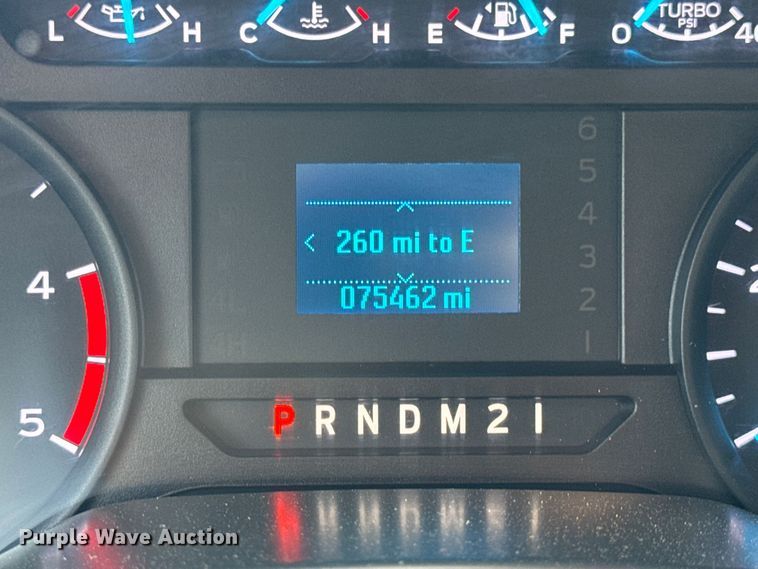 L H C H E F O TURBO PSI 40
6
5
4
< 260 mi to E
3
4
075462 mi
2
1
5
P R N D M 2 1
Purple Wave Auction